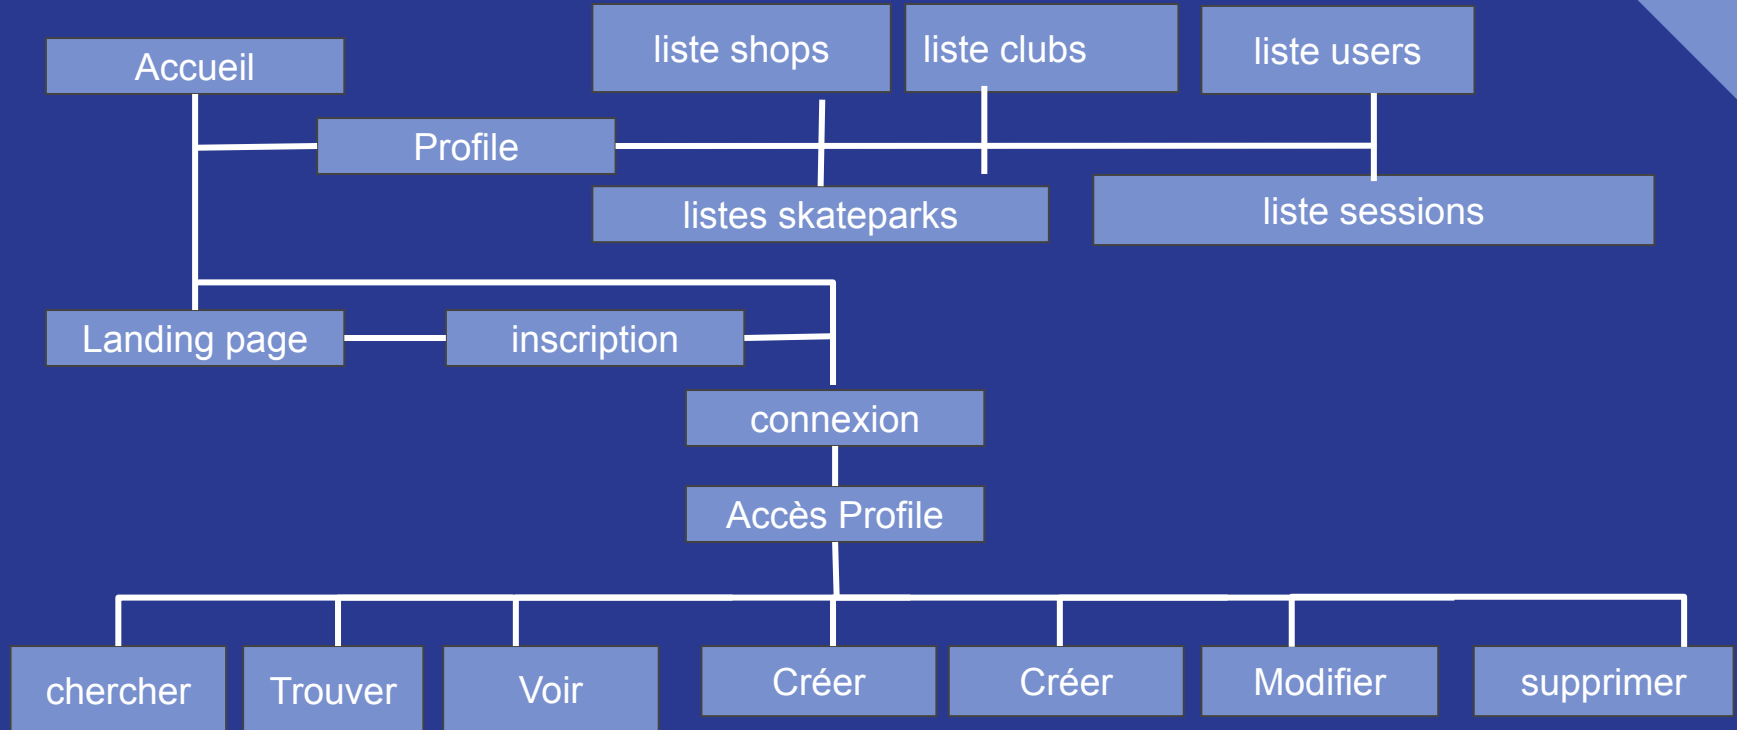 liste shops
liste clubs
liste users
Accueil
Profile
listes skateparks
liste sessions
Landing page
inscription
connexion
Accès Profile
chercher
Trouver
Voir
Créer
Créer
Modifier
supprimer